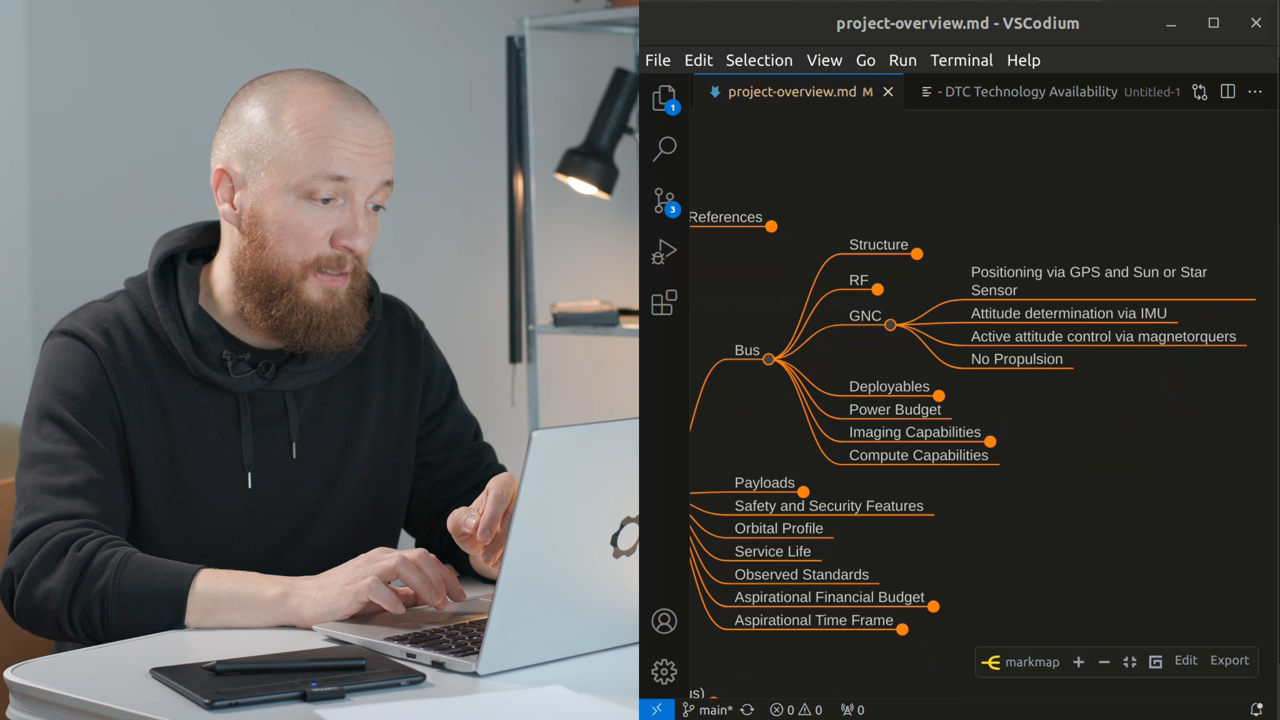 project-overview.md - VSCodium
File Edit Selection View Go Run Terminal Help
project-overview.md M
- DTC Technology Availability Untitled-1
1
3
References
Structure
RF
GNC
Positioning via GPS and Sun or Star
Sensor
Attitude determination via IMU
Active attitude control via magnetorquers
No Propulsion
Bus
Deployables
Power Budget
Imaging Capabilities
Compute Capabilities
Payloads
Safety and Security Features
Orbital Profile
Service Life
Observed Standards
Aspirational Financial Budget
Aspirational Time Frame
markmap + − Edit Export
main* 0 0 0